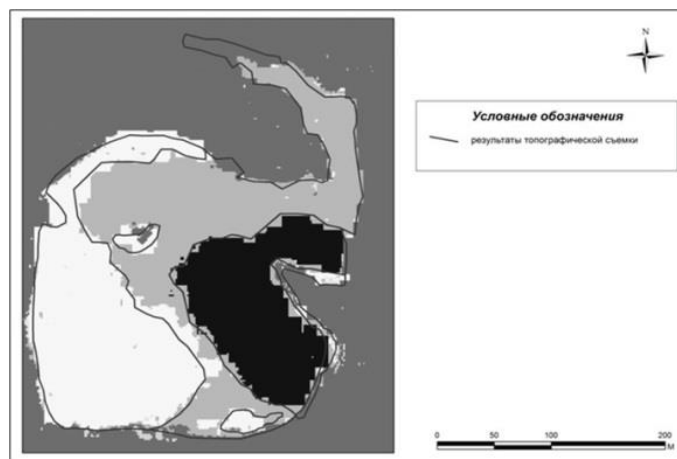 N
Условные обозначения
результаты топографической съемки
0 50 100 200
М